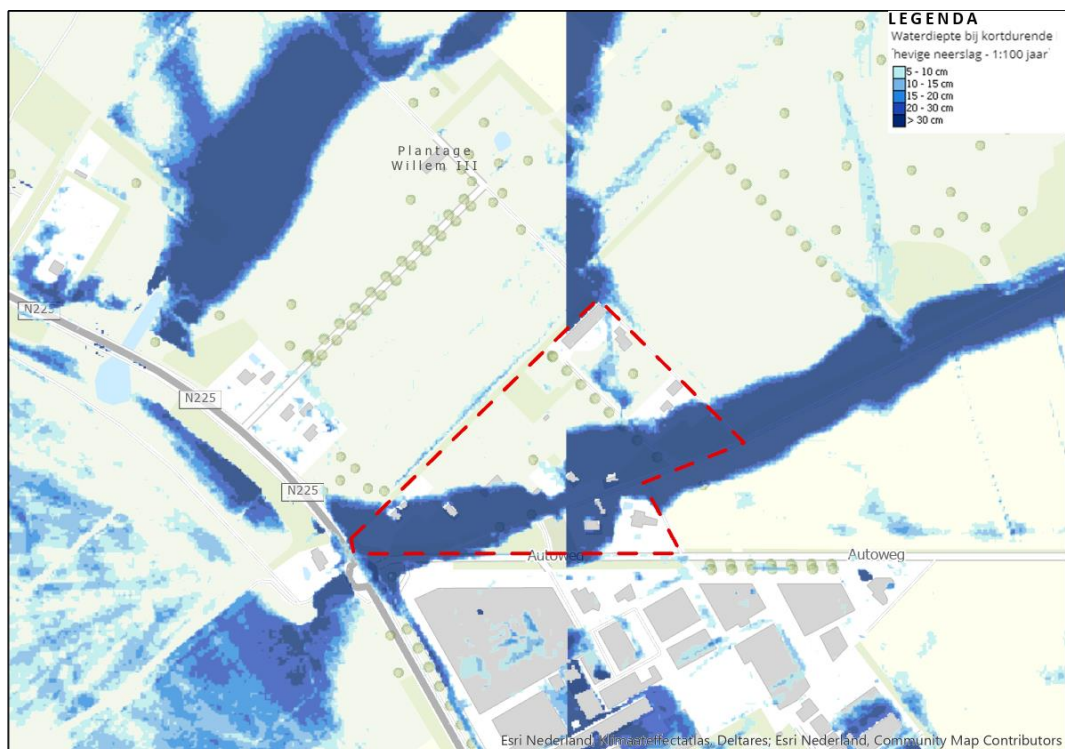 LEGENDA
Waterdiepte bij kortdurende
hevige neerslag - 1:100 jaar
5 - 10 cm
10 - 15 cm
15 - 20 cm
20 - 30 cm
> 30 cm
Plantage
Willem III
N225
N225
N225
Autoweg
Autoweg
Esri Nederland, Klimaateffectatlas, Deltares; Esri Nederland, Community Map Contributors